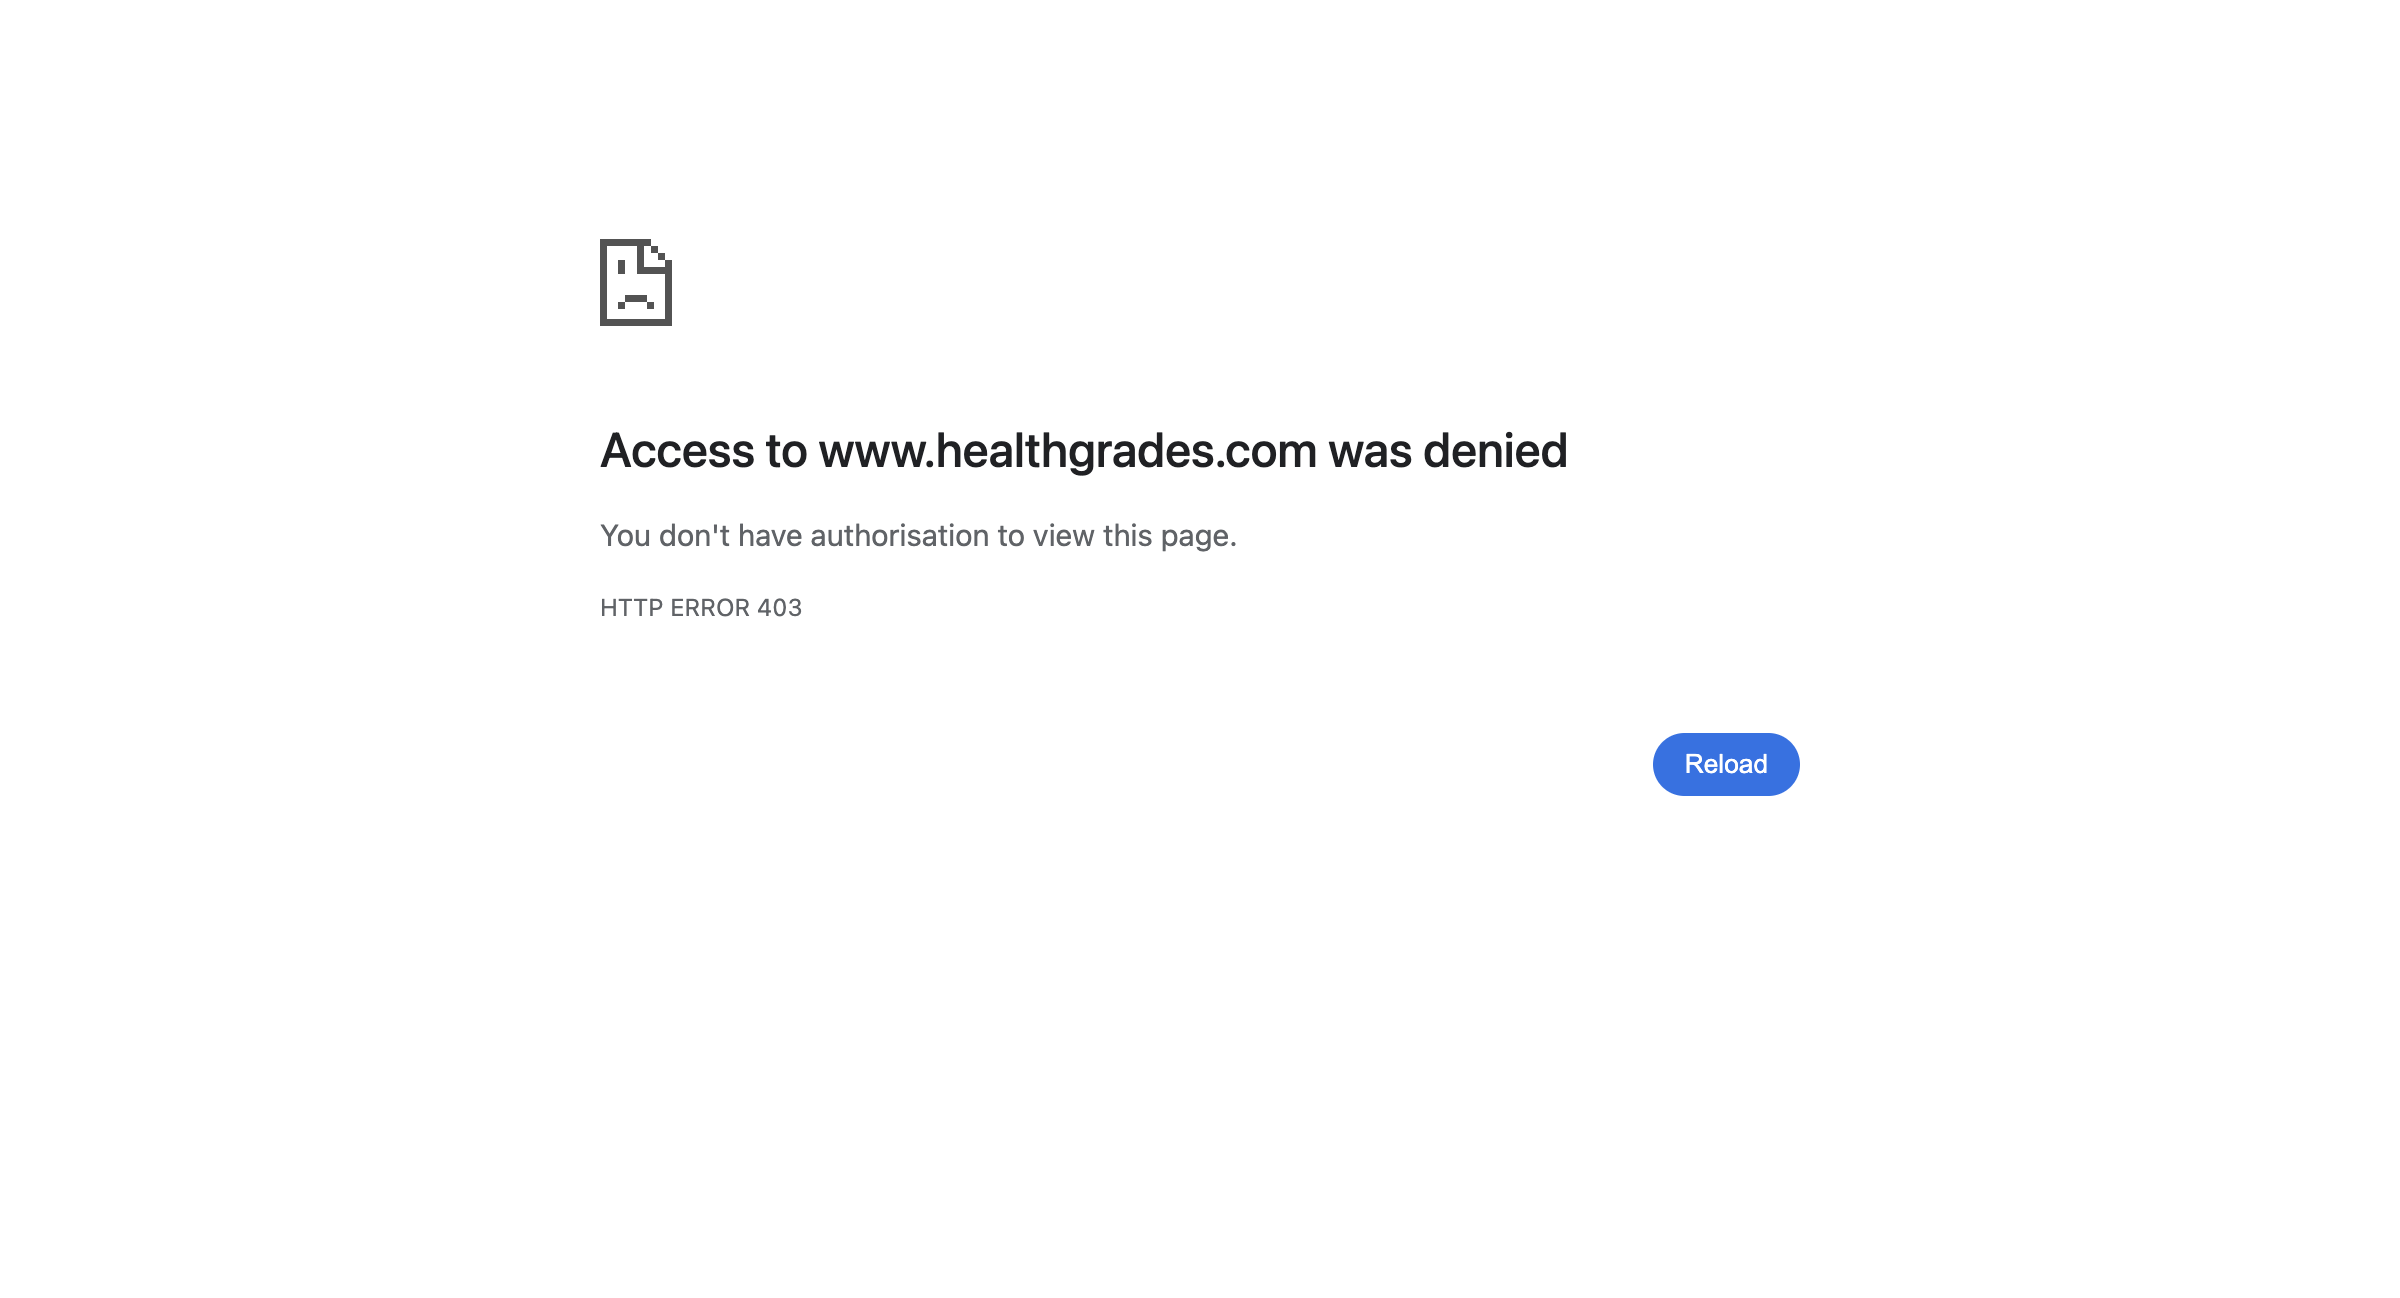 Access to www.healthgrades.com was denied
You don't have authorisation to view this page.
HTTP ERROR 403
Reload